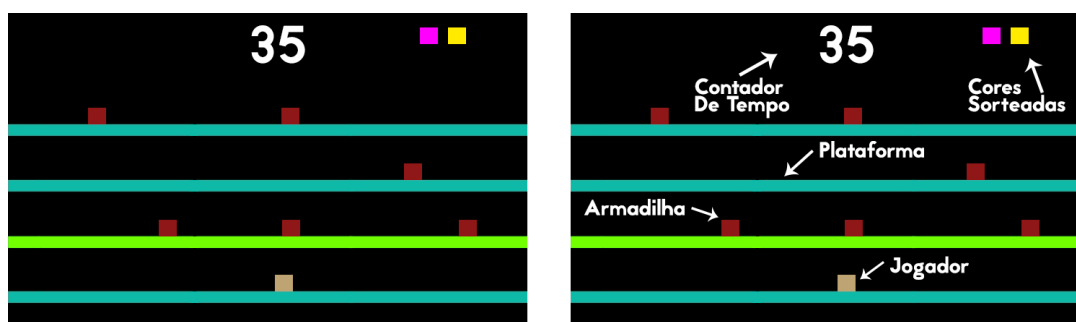 35
35
Contador
De Tempo
Cores
Sorteadas
Plataforma
Armadilha
Jogador